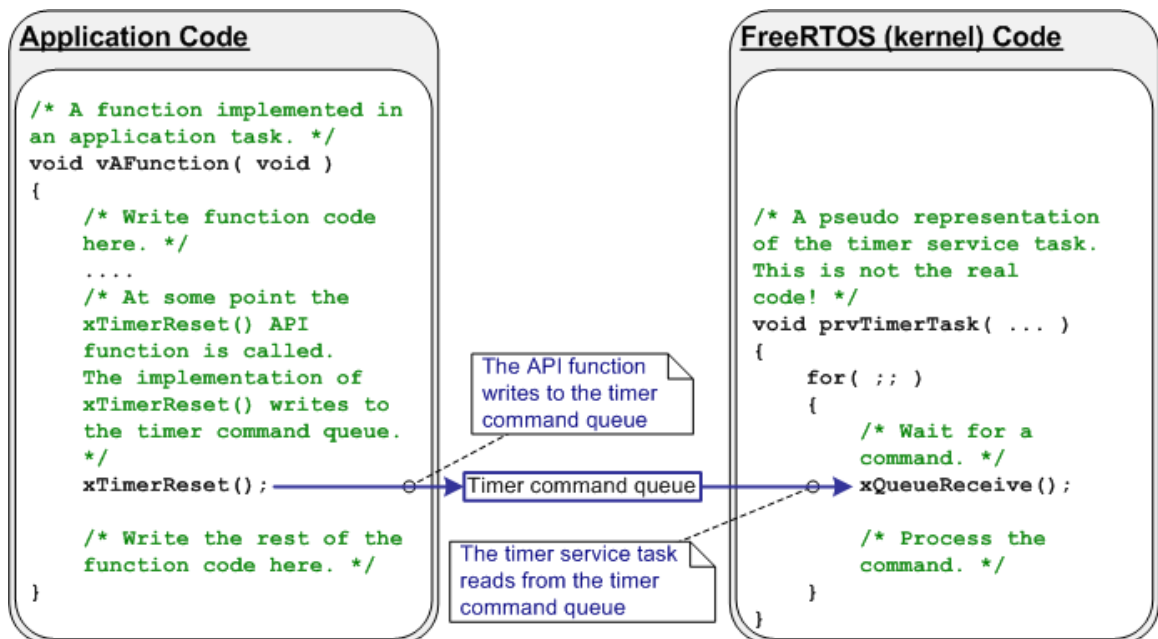 Application Code
/* A function implemented in
an application task. */
void vAFunction( void )
{
/* Write function code
here. */
....
/* At some point the
xTimerReset() API
function is called.
The implementation of
xTimerReset() writes to
the timer command queue.
*/
xTimerReset();
/* Write the rest of the
function code here. */
}
The API function
writes to the timer
command queue
Timer command queue
The timer service task
reads from the timer
command queue
FreeRTOS (kernel) Code
/* A pseudo representation
of the timer service task.
This is not the real
code! */
void prvTimerTask( ... )
{
for( ;; )
{
/* Wait for a
command. */
xQueueReceive();
/* Process the
command. */
}
}